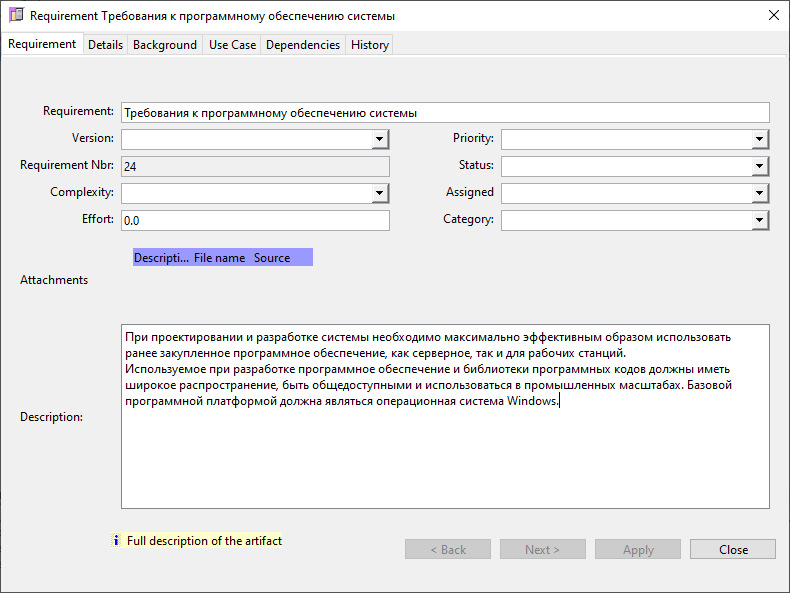 Requirement Требования к программному обеспечению системы
Requirement Details Background Use Case Dependencies History
Requirement: Требования к программному обеспечению системы
Version: Priority:
Requirement Nbr: 24 Status:
Complexity: Assigned
Effort: 0.0 Category:
Descripti... File name Source
Attachments
При проектировании и разработке системы необходимо максимально эффективным образом использовать
ранее закупленное программное обеспечение, как серверное, так и для рабочих станций.
Используемое при разработке программное обеспечение и библиотеки программных кодов должны иметь
широкое распространение, быть общедоступными и использоваться в промышленных масштабах. Базовой
программной платформой должна являться операционная система Windows.
Description:
Full description of the artifact
< Back Next > Apply Close